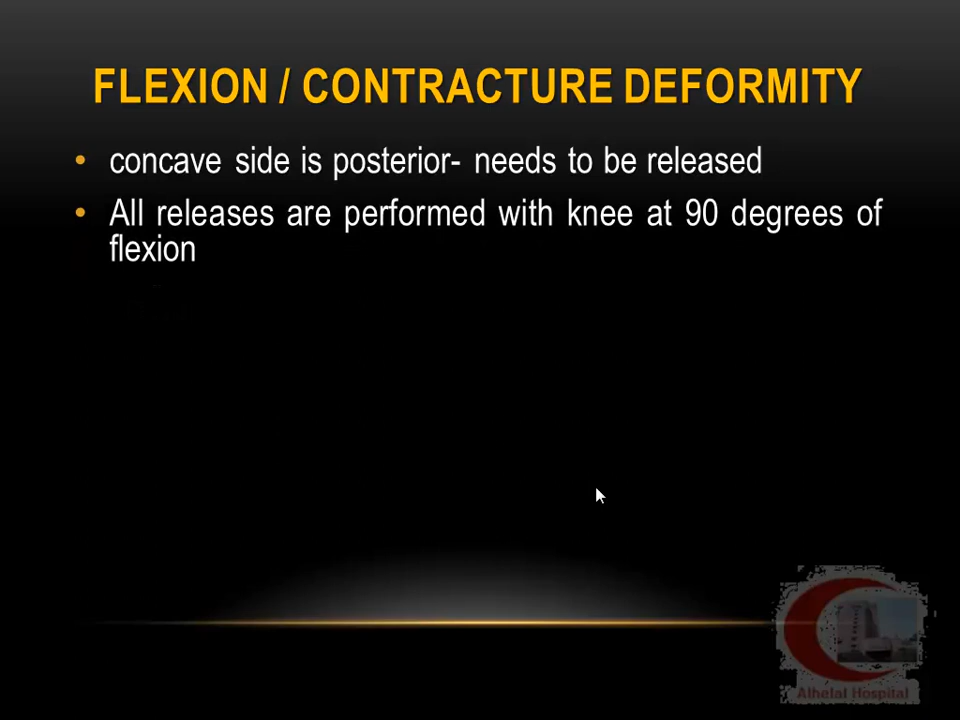 FLEXION / CONTRACTURE DEFORMITY
• concave side is posterior- needs to be released
• All releases are performed with knee at 90 degrees of
flexion
Alhelal Hospital